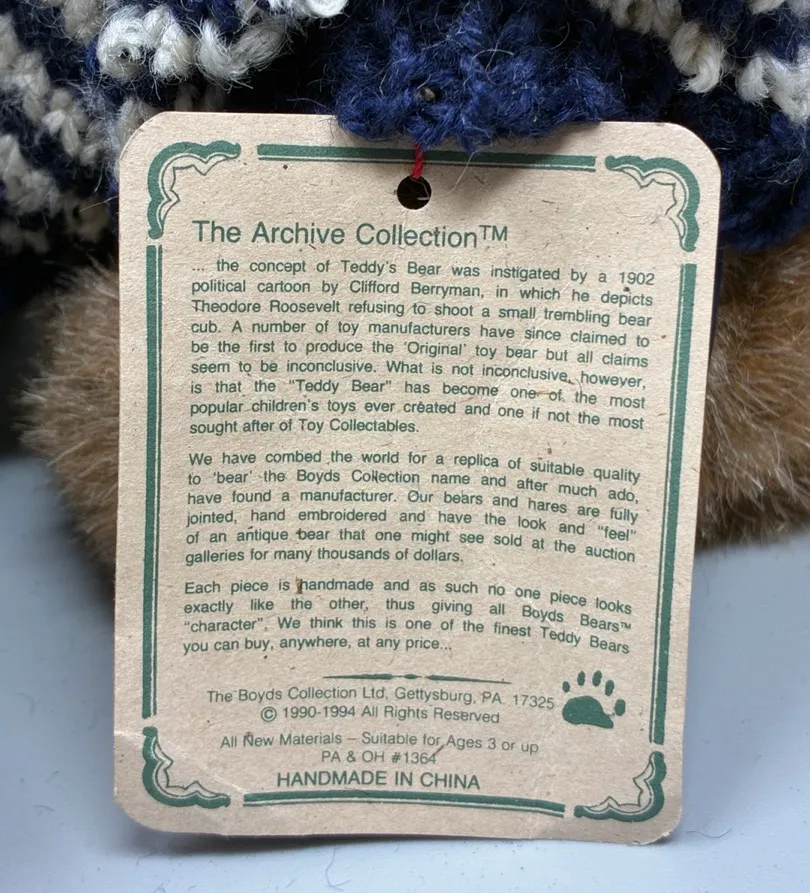 The Archive Collection™
... the concept of Teddy's Bear was instigated by a 1902
political cartoon by Clifford Berryman, in which he depicts
Theodore Roosevelt refusing to shoot a small trembling bear
cub. A number of toy manufacturers have since claimed to
be the first to produce the 'Original' toy bear but all claims
seem to be inconclusive. What is not inconclusive, however,
is that the "Teddy Bear" has become one of the most
popular children's toys ever created and one if not the most
sought after of Toy Collectables.
We have combed the world for a replica of suitable quality
to 'bear' the Boyds Collection name and after much ado,
have found a manufacturer. Our bears and hares are fully
jointed, hand embroidered and have the look and "feel"
of an antique bear that one might see sold at the auction
galleries for many thousands of dollars.
Each piece is handmade and as such no one piece looks
exactly like the other, thus giving all Boyds Bears™
"character". We think this is one of the finest Teddy Bears
you can buy, anywhere, at any price...
The Boyds Collection Ltd, Gettysburg, PA 17325
© 1990-1994 All Rights Reserved
All New Materials – Suitable for Ages 3 or up
PA & OH #1364
HANDMADE IN CHINA